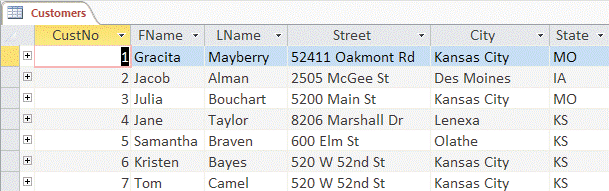 Customers
CustNo FName LName Street City State
1 Gracita Mayberry 52411 Oakmont Rd Kansas City MO
2 Jacob Alman 2505 McGee St Des Moines IA
3 Julia Bouchart 5200 Main St Kansas City MO
4 Jane Taylor 8206 Marshall Dr Lenexa KS
5 Samantha Braven 600 Elm St Olathe KS
6 Kristen Bayes 520 W 52nd St Kansas City KS
7 Tom Camel 520 W 52nd St Kansas City KS